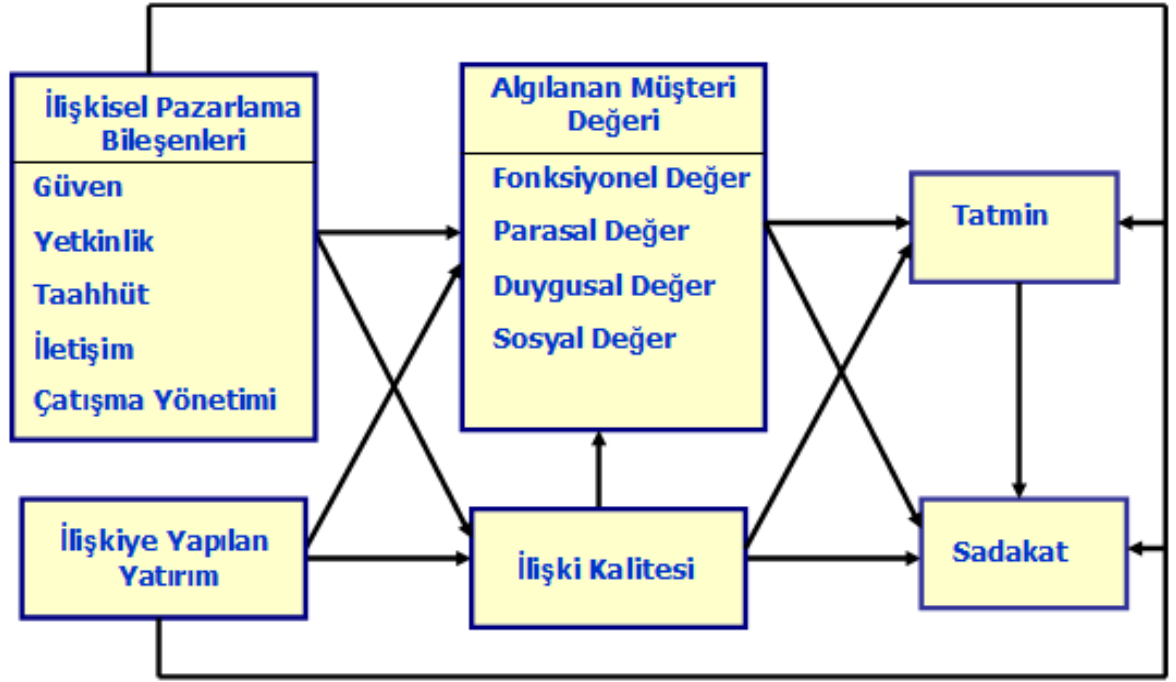 İlişkisel Pazarlama
Bileşenleri
Güven
Yetkinlik
Taahhüt
İletişim
Çatışma Yönetimi
İlişkiye Yapılan
Yatırım
Algılanan Müşteri
Değeri
Fonksiyonel Değer
Parasal Değer
Duygusal Değer
Sosyal Değer
İlişki Kalitesi
Tatmin
Sadakat